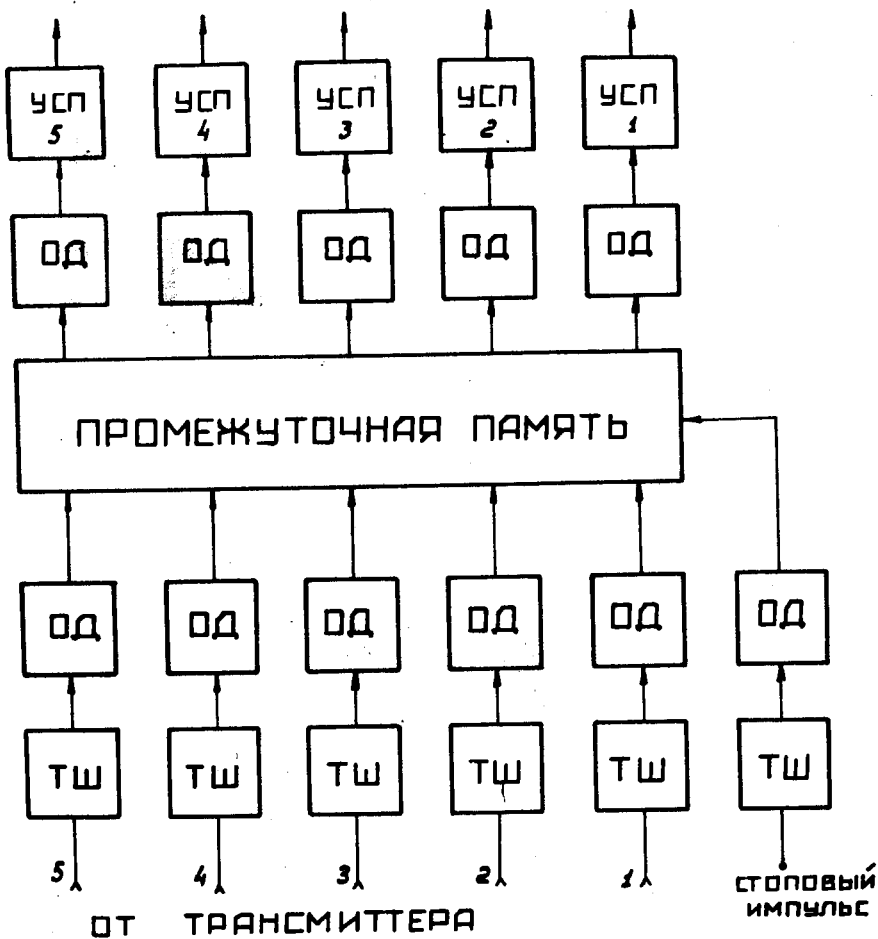 УСП УСП УСП УСП УСП
5 4 3 2 1
ОД ОД ОД ОД ОД
ПРОМЕЖУТОЧНАЯ ПАМЯТЬ
ОД ОД ОД ОД ОД ОД
ТШ ТШ ТШ ТШ ТШ ТШ
5 4 3 2 1
СТОПОВЫЙ
ИМПУЛЬС
ОТ ТРАНСМИТТЕРА